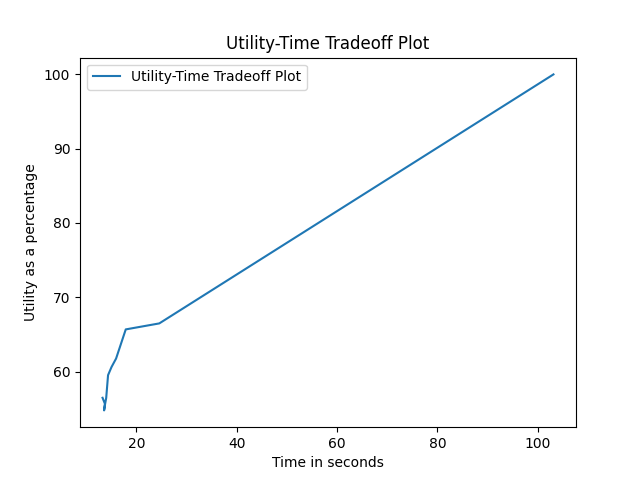 Utility-Time Tradeoff Plot
Utility-Time Tradeoff Plot
100
90
80
70
60
Utility as a percentage
20 40 60 80 100
Time in seconds